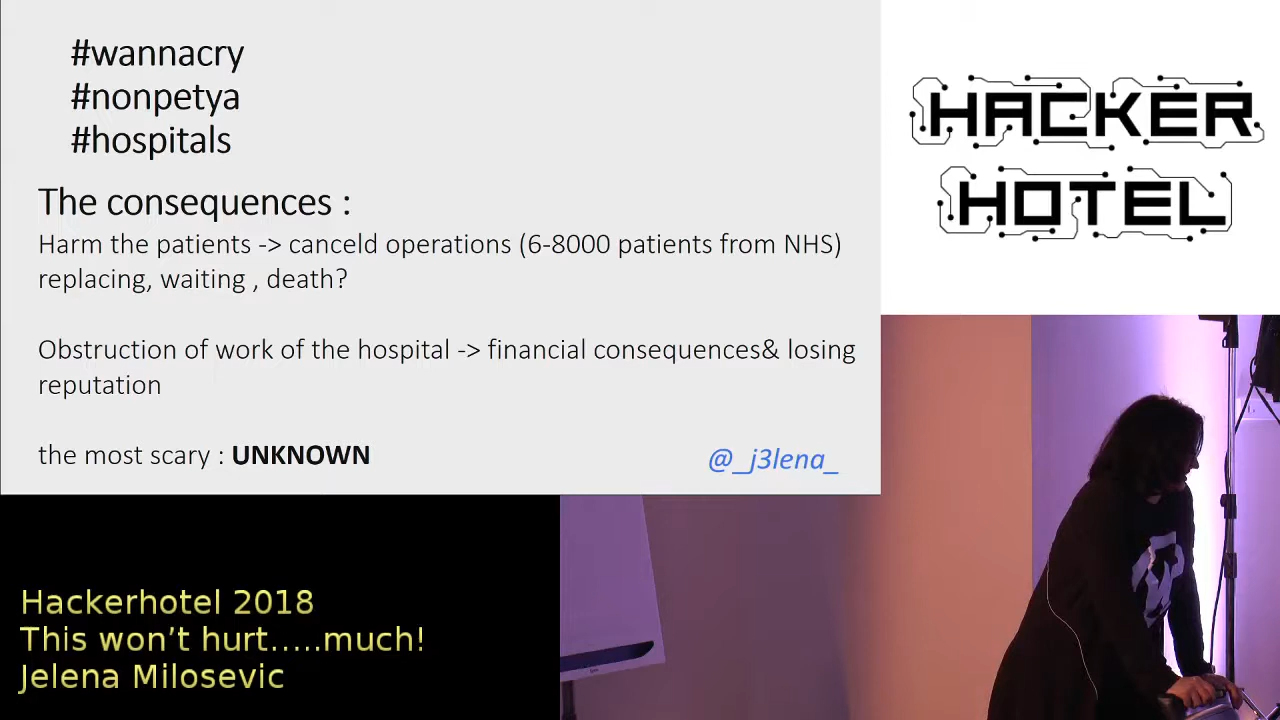 #wannacry
#nonpetya
#hospitals
The consequences :
Harm the patients -> canceld operations (6-8000 patients from NHS)
replacing, waiting , death?
Obstruction of work of the hospital -> financial consequences& losing
reputation
the most scary : UNKNOWN
@_j3lena_
HACKER
HOTEL
Hackerhotel 2018
This won't hurt.....much!
Jelena Milosevic